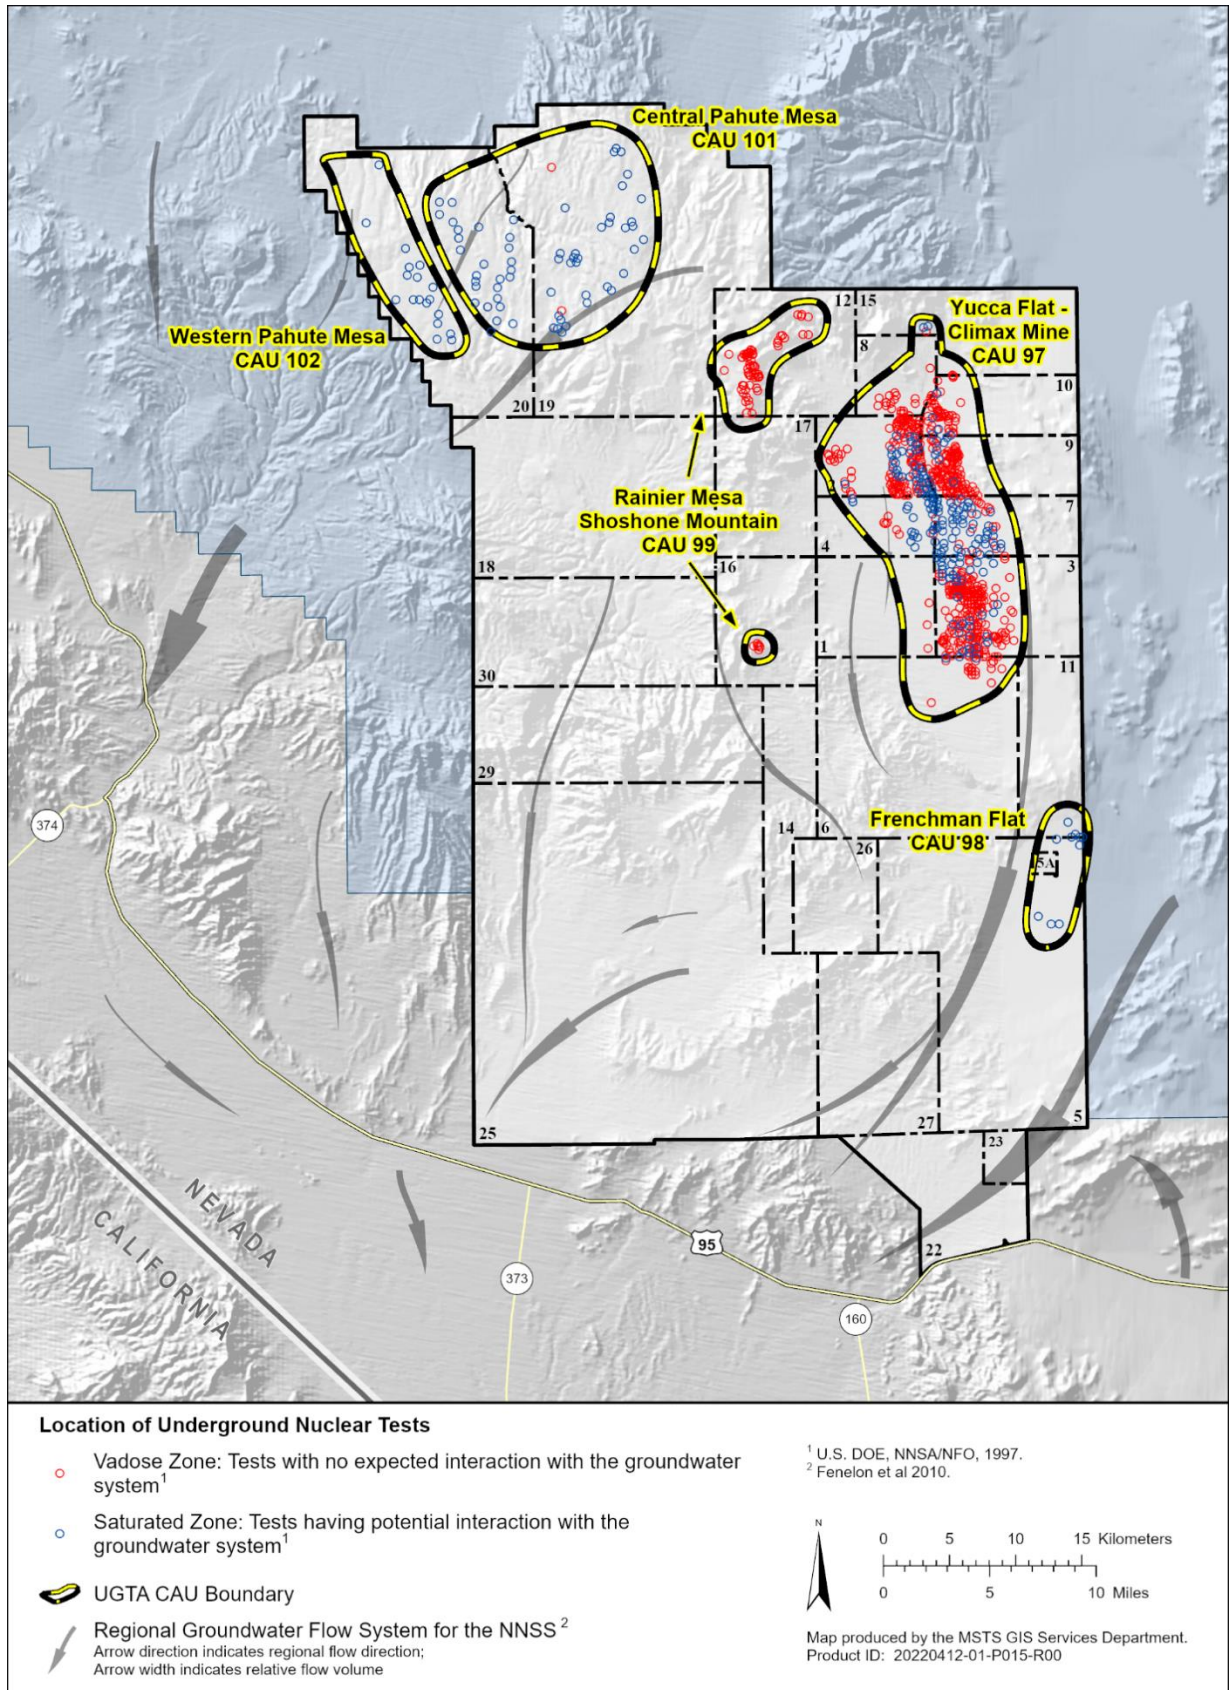 Central Pahute Mesa
CAU 101
Western Pahute Mesa
CAU 102
Yucca Flat -
Climax Mine
CAU 97
12
15
8
10
20
19
17
9
2
7
Rainier Mesa
Shoshone Mountain
CAU 99
4
3
18
16
1
11
30
29
374
14
6
26
Frenchman Flat
CAU 98
5A
25
27
5
23
22
NEVADA
CALIFORNIA
95
373
160
Location of Underground Nuclear Tests
Vadose Zone: Tests with no expected interaction with the groundwater
system1
Saturated Zone: Tests having potential interaction with the
groundwater system1
UGTA CAU Boundary
Regional Groundwater Flow System for the NNSS 2
Arrow direction indicates regional flow direction;
Arrow width indicates relative flow volume
1 U.S. DOE, NNSA/NFO, 1997.
2 Fenelon et al 2010.
N
0 5 10 15 Kilometers
0 5 10 Miles
Map produced by the MSTS GIS Services Department.
Product ID: 20220412-01-P015-R00